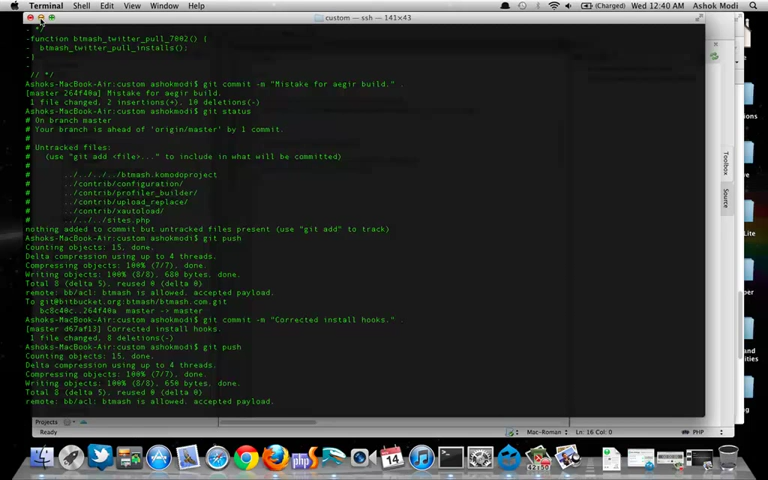 Terminal Shell Edit View Window Help (Charged) Wed 12:40 AM Ashok Modi
custom — ssh — 141×43
- */
-function btmash_twitter_pull_7002() {
-  btmash_twitter_pull_installs();
-}
-
 // */
Ashoks-MacBook-Air:custom ashokmodi$ git commit -m "Mistake for aegir build." .
[master 264f40a] Mistake for aegir build.
 1 file changed, 2 insertions(+), 10 deletions(-)
Ashoks-MacBook-Air:custom ashokmodi$ git status
# On branch master
# Your branch is ahead of 'origin/master' by 1 commit.
#
# Untracked files:
#   (use "git add <file>..." to include in what will be committed)
#
#       ../../../../btmash.komodoproject
#       ../contrib/configuration/
#       ../contrib/profiler_builder/
#       ../contrib/upload_replace/
#       ../contrib/xautoload/
#       ../../../sites.php
nothing added to commit but untracked files present (use "git add" to track)
Ashoks-MacBook-Air:custom ashokmodi$ git push
Counting objects: 15, done.
Delta compression using up to 4 threads.
Compressing objects: 100% (7/7), done.
Writing objects: 100% (8/8), 680 bytes, done.
Total 8 (delta 5), reused 0 (delta 0)
remote: bb/acl: btmash is allowed. accepted payload.
To git@bitbucket.org:btmash/btmash.com.git
   bc8c40c..264f40a  master -> master
Ashoks-MacBook-Air:custom ashokmodi$ git commit -m "Corrected install hooks." .
[master d67af13] Corrected install hooks.
 1 file changed, 8 deletions(-)
Ashoks-MacBook-Air:custom ashokmodi$ git push
Counting objects: 15, done.
Delta compression using up to 4 threads.
Compressing objects: 100% (7/7), done.
Writing objects: 100% (8/8), 650 bytes, done.
Total 8 (delta 5), reused 0 (delta 0)
remote: bb/acl: btmash is allowed. accepted payload.
Toolbox
Source
Projects
Ready Mac-Roman Ln: 16 Col: 0 PHP
php
14